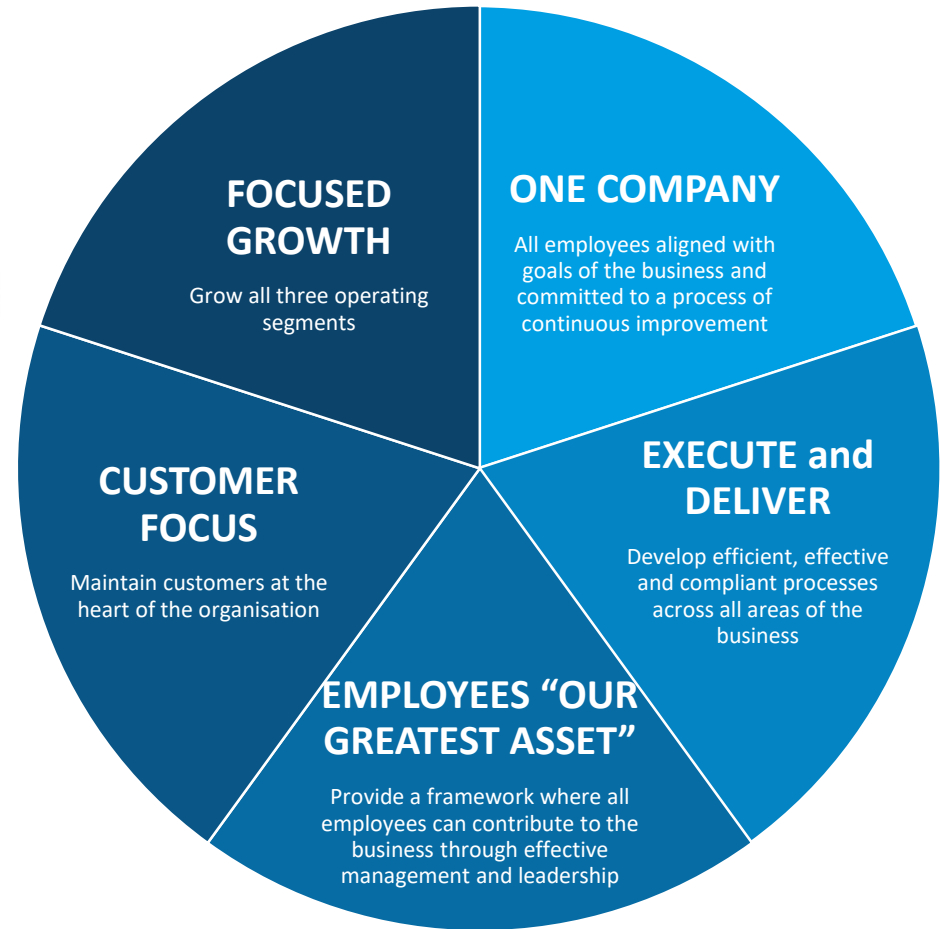 FOCUSED
GROWTH
Grow all three operating
segments
ONE COMPANY
All employees aligned with
goals of the business and
committed to a process of
continuous improvement
EXECUTE and
DELIVER
Develop efficient, effective
and compliant processes
across all areas of the
business
CUSTOMER
FOCUS
Maintain customers at the
heart of the organisation
EMPLOYEES “OUR
GREATEST ASSET”
Provide a framework where all
employees can contribute to the
business through effective
management and leadership